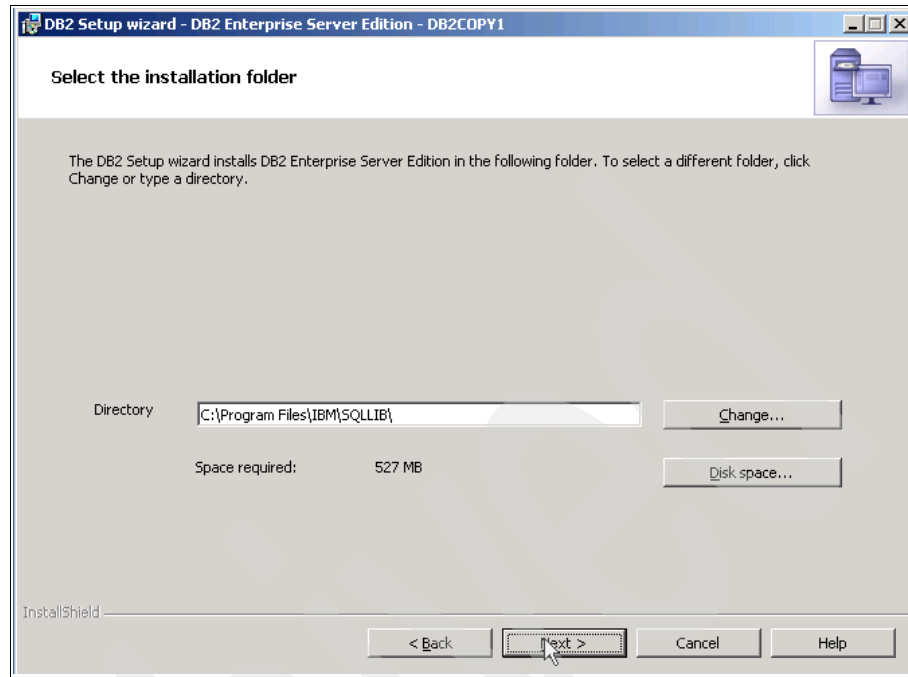 DB2 Setup wizard - DB2 Enterprise Server Edition - DB2COPY1
Select the installation folder
The DB2 Setup wizard installs DB2 Enterprise Server Edition in the following folder. To select a different folder, click
Change or type a directory.
Directory C:\Program Files\IBM\SQLLIB\ Change...
Space required: 527 MB Disk space...
InstallShield
< Back Next > Cancel Help